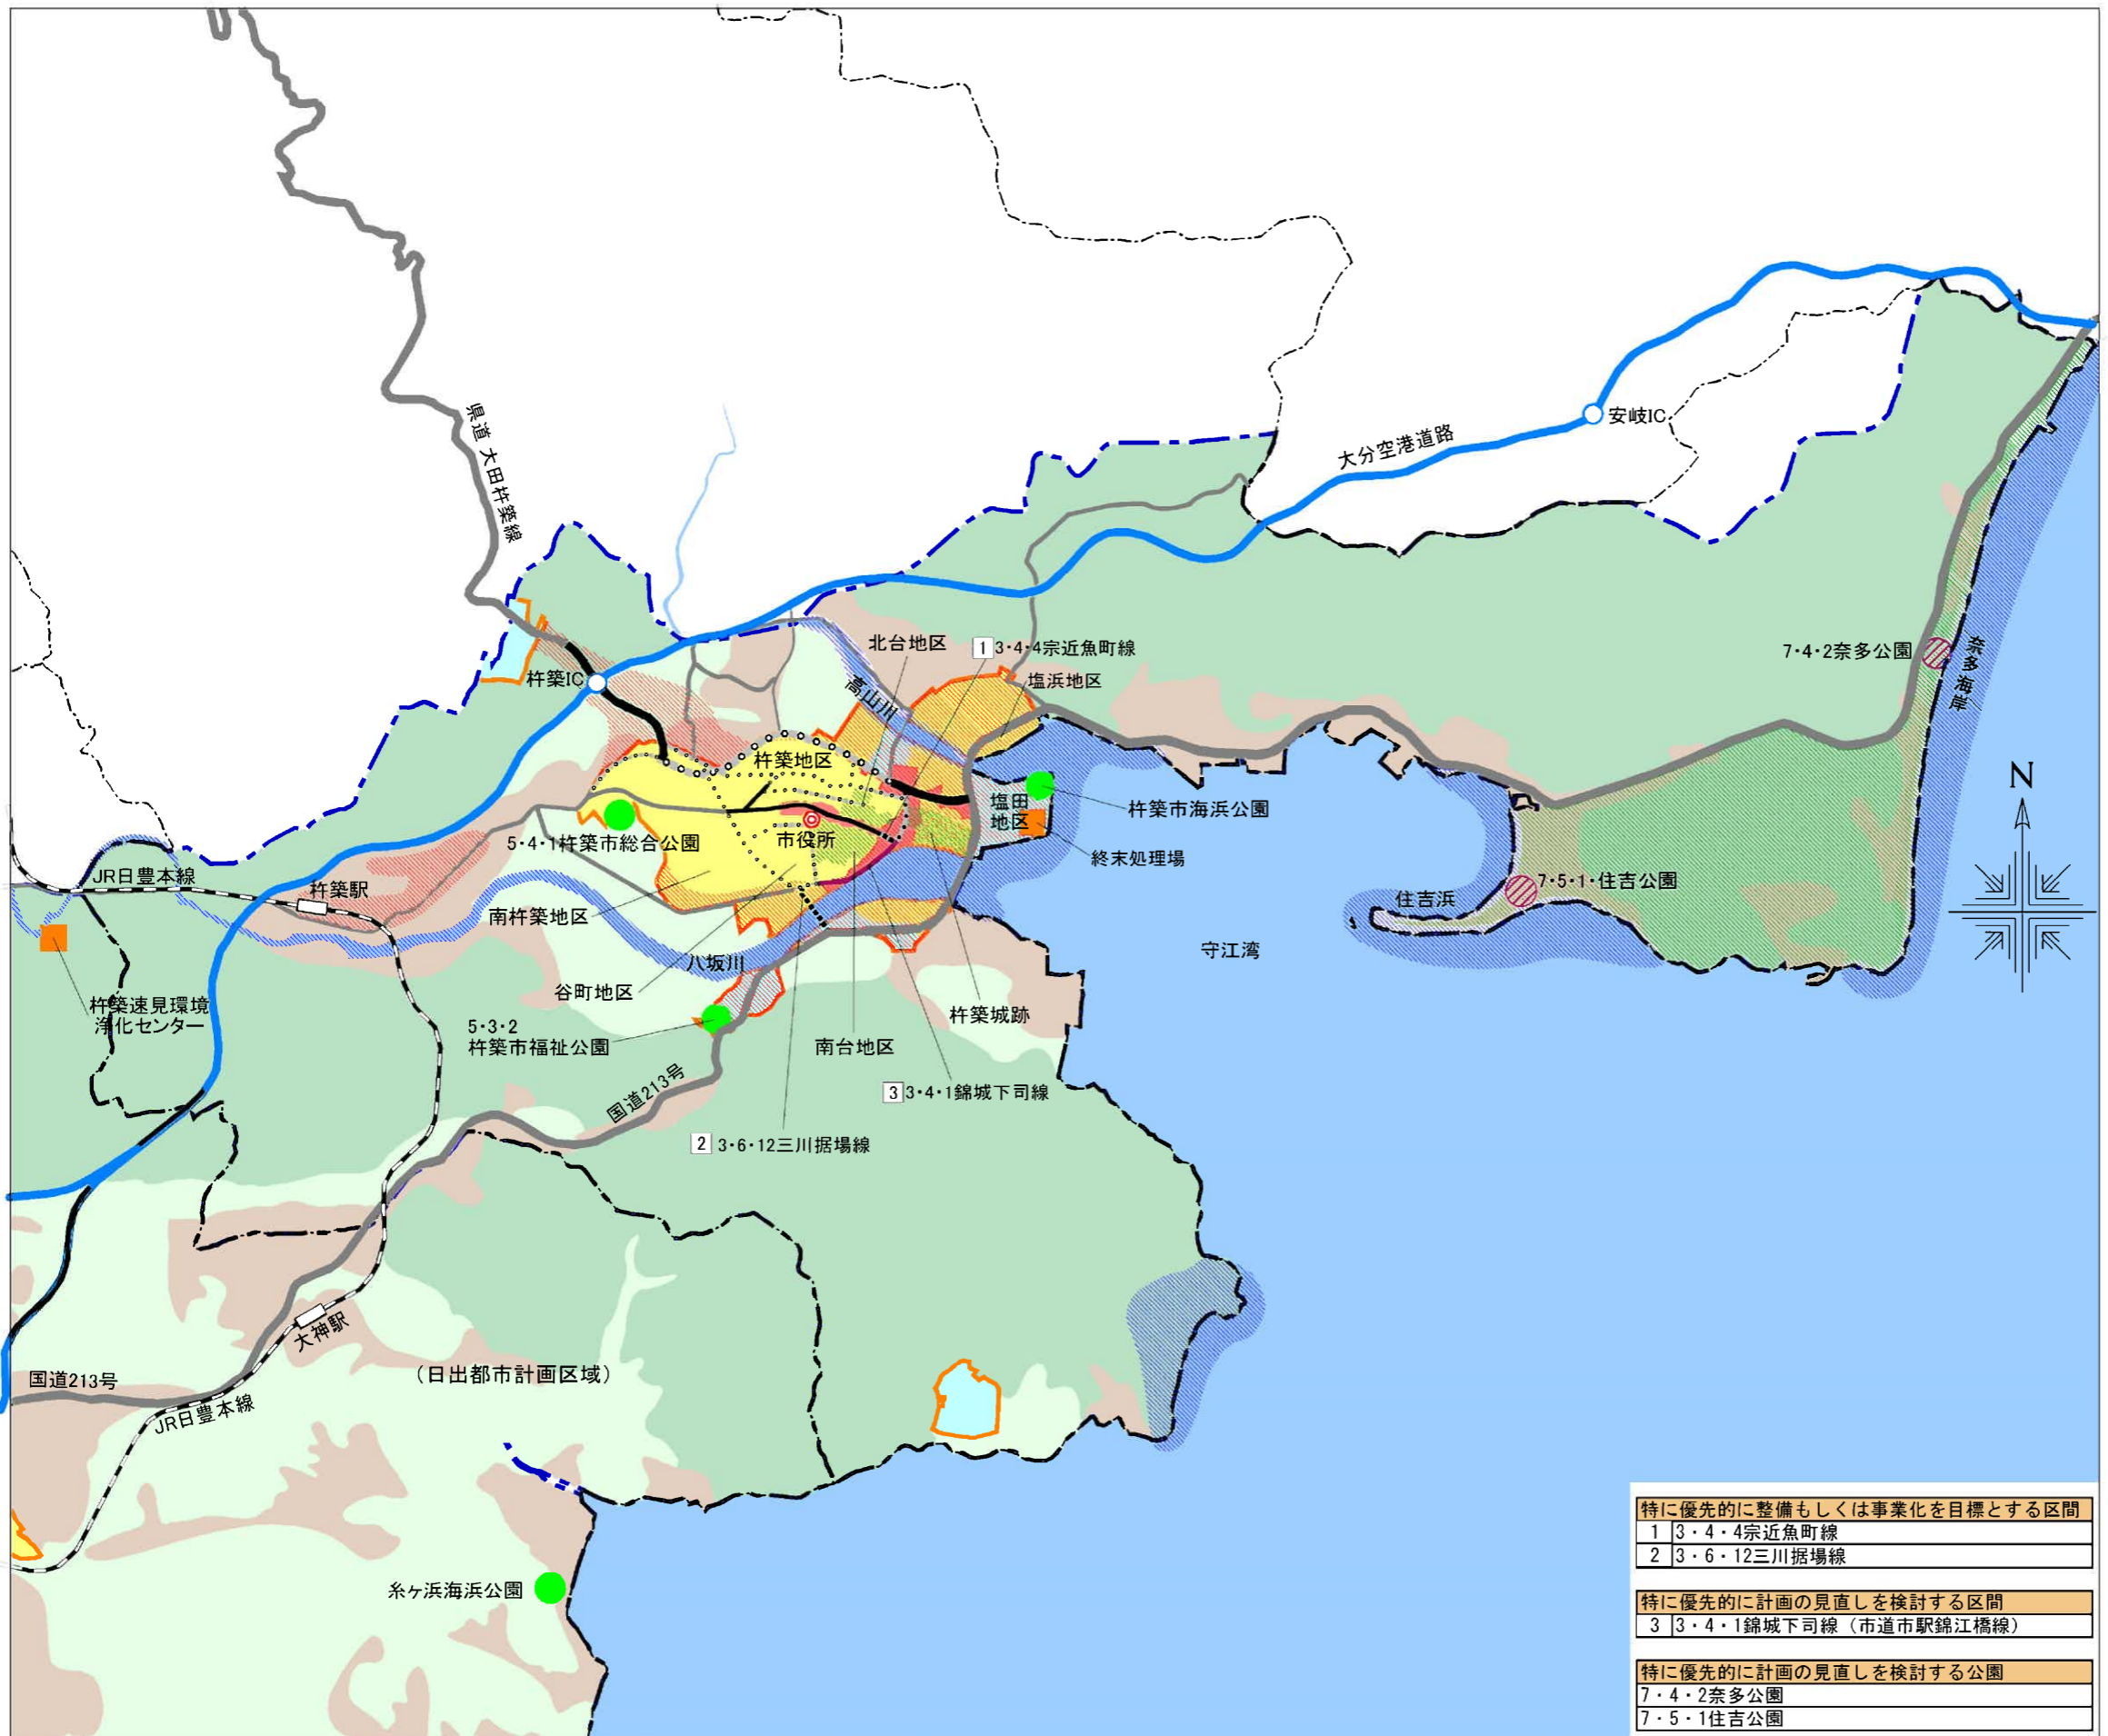 県道 大田杵築線
安岐IC
大分空港道路
北台地区
1 3・4・4宗近魚町線
7・4・2奈多公園
奈多海岸
杵築IC
高山川
塩浜地区
杵築地区
N
塩田
地区
杵築市海浜公園
5・4・1杵築市総合公園
市役所
終末処理場
JR日豊本線
杵築駅
7・5・1・住吉公園
住吉浜
南杵築地区
守江湾
八坂川
谷町地区
杵築速見環境
浄化センター
杵築城跡
5・3・2
杵築市福祉公園
南台地区
国道213号
3 3・4・1錦城下司線
2 3・6・12三川据場線
大神駅
(日出都市計画区域)
国道213号
JR日豊本線
糸ヶ浜海浜公園
特に優先的に整備もしくは事業化を目標とする区間
1 3・4・4宗近魚町線
2 3・6・12三川据場線
特に優先的に計画の見直しを検討する区間
3 3・4・1錦城下司線（市道市駅錦江橋線）
特に優先的に計画の見直しを検討する公園
7・4・2奈多公園
7・5・1住吉公園